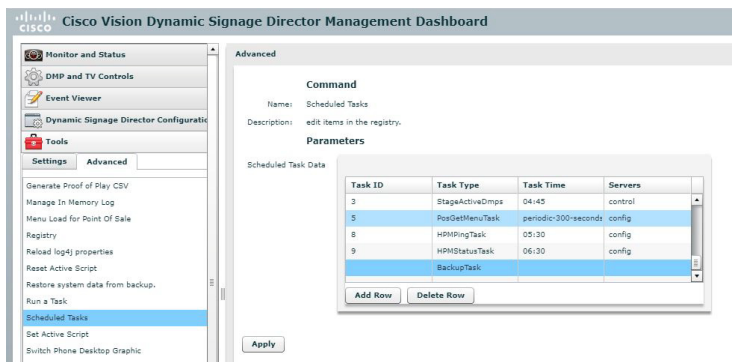 CISCO
Cisco Vision Dynamic Signage Director Management Dashboard
Monitor and Status
DMP and TV Controls
Event Viewer
Dynamic Signage Director Configuratic
Tools
Settings Advanced
Generate Proof of Play CSV
Manage In Memory Log
Menu Load for Point Of Sale
Registry
Reload log4j properties
Reset Active Script
Restore system data from backup.
Run a Task
Scheduled Tasks
Set Active Script
Switch Phone Desktop Graphic
Advanced
Command
Name: Scheduled Tasks
Description: edit items in the registry.
Parameters
Scheduled Task Data
Task ID Task Type Task Time Servers
3 StageActiveDmps 04:45 control
5 PosGetMenuTask periodic-300-seconds config
8 HPMPingTask 05:30 config
9 HPMStatusTask 06:30 config
BackupTask
Add Row Delete Row
Apply